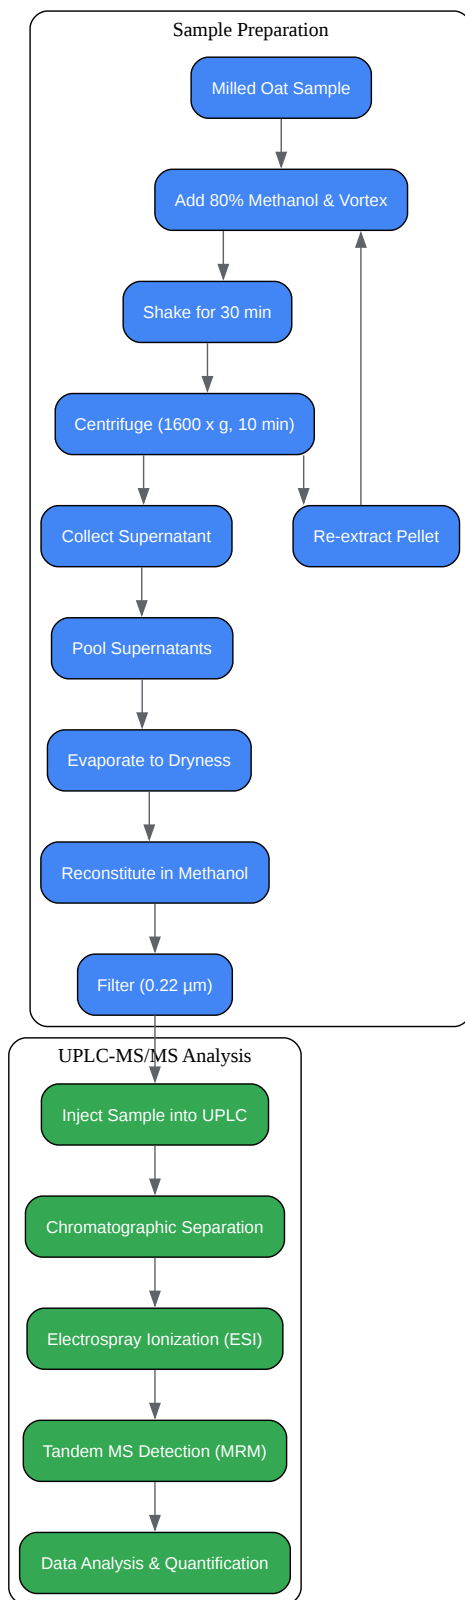 Sample Preparation
Milled Oat Sample
Add 80% Methanol & Vortex
Shake for 30 min
Centrifuge (1600 x g, 10 min)
Collect Supernatant
Re-extract Pellet
Pool Supernatants
Evaporate to Dryness
Reconstitute in Methanol
Filter (0.22 µm)
UPLC-MS/MS Analysis
Inject Sample into UPLC
Chromatographic Separation
Electrospray Ionization (ESI)
Tandem MS Detection (MRM)
Data Analysis & Quantification